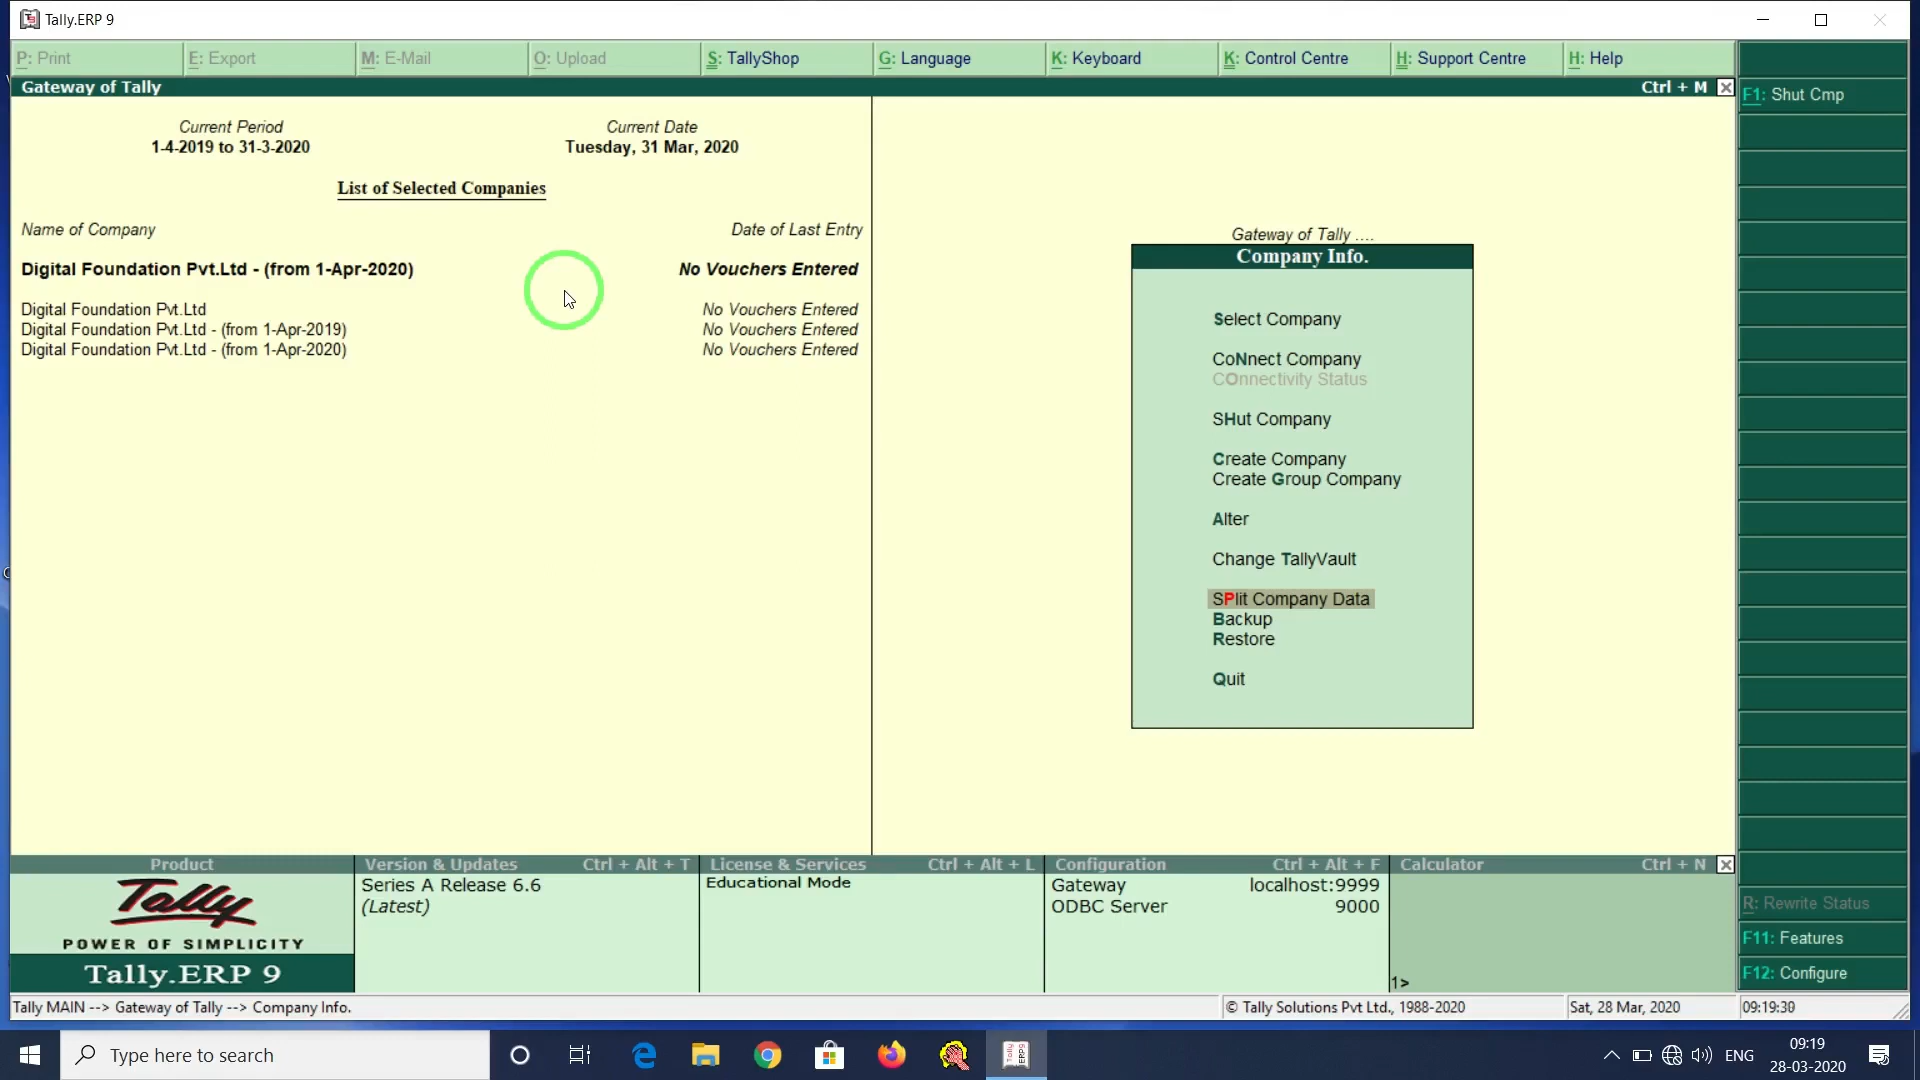 Tally.ERP 9
P: Print
E: Export
M: E-Mail
O: Upload
S: TallyShop
G: Language
K: Keyboard
K: Control Centre
H: Support Centre
H: Help
Gateway of Tally
Ctrl + M
F1: Shut Cmp
Current Period
1-4-2019 to 31-3-2020
Current Date
Tuesday, 31 Mar, 2020
List of Selected Companies
Name of Company
Date of Last Entry
Digital Foundation Pvt.Ltd - (from 1-Apr-2020)
No Vouchers Entered
Digital Foundation Pvt.Ltd
No Vouchers Entered
Digital Foundation Pvt.Ltd - (from 1-Apr-2019)
No Vouchers Entered
Digital Foundation Pvt.Ltd - (from 1-Apr-2020)
No Vouchers Entered
Gateway of Tally ....
Company Info.
Select Company
CoNnect Company
COnnectivity Status
SHut Company
Create Company
Create Group Company
Alter
Change TallyVault
SPlit Company Data
Backup
Restore
Quit
Product
Tally
POWER OF SIMPLICITY
Tally.ERP 9
Version & Updates
Ctrl + Alt + T
Series A Release 6.6
(Latest)
License & Services
Ctrl + Alt + L
Educational Mode
Configuration
Ctrl + Alt + F
Gateway
localhost:9999
ODBC Server
9000
Calculator
Ctrl + N
1>
R: Rewrite Status
F11: Features
F12: Configure
Tally MAIN --> Gateway of Tally --> Company Info.
© Tally Solutions Pvt Ltd., 1988-2020
Sat, 28 Mar, 2020
09:19:30
Type here to search
Tally
ERP9
ENG
09:19
28-03-2020